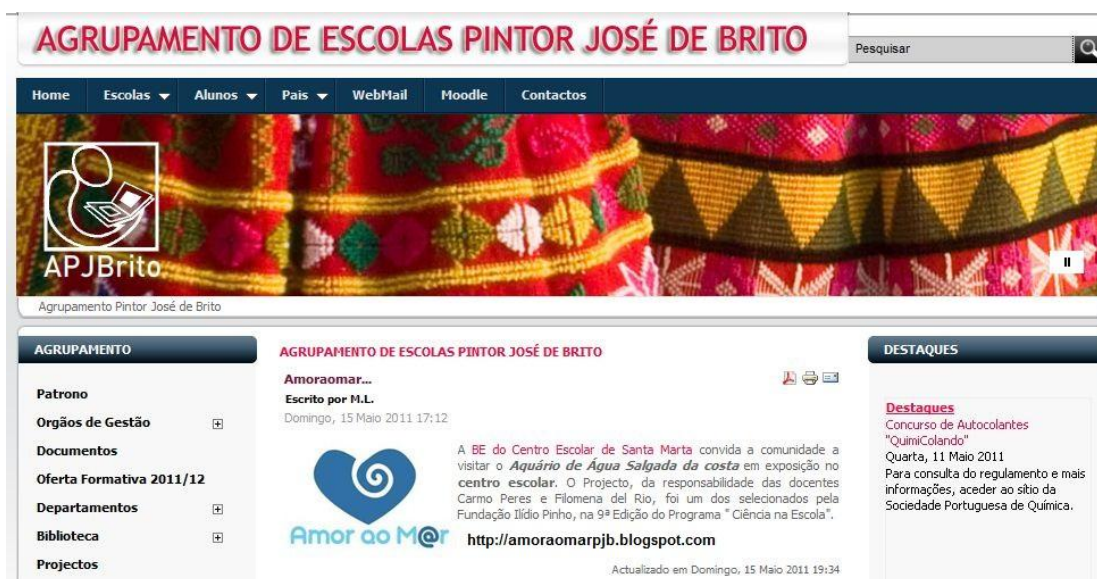 AGRUPAMENTO DE ESCOLAS PINTOR JOSÉ DE BRITO
Pesquisar
Home Escolas Alunos Pais WebMail Moodle Contactos
APJBrito
Agrupamento Pintor José de Brito
AGRUPAMENTO
Patrono
Orgãos de Gestão
Documentos
Oferta Formativa 2011/12
Departamentos
Biblioteca
Projectos
AGRUPAMENTO DE ESCOLAS PINTOR JOSÉ DE BRITO
Amoraomar...
Escrito por M.L.
Domingo, 15 Maio 2011 17:12
A BE do Centro Escolar de Santa Marta convida a comunidade a
visitar o Aquário de Água Salgada da costa em exposição no
centro escolar. O Projecto, da responsabilidade das docentes
Carmo Peres e Filomena del Rio, foi um dos selecionados pela
Fundação Ilídio Pinho, na 9ª Edição do Programa " Ciência na Escola".
Amor ao M@r
http://amoraomarpjb.blogspot.com
Actualizado em Domingo, 15 Maio 2011 19:34
DESTAQUES
Destaques
Concurso de Autocolantes
"QuimiColando"
Quarta, 11 Maio 2011
Para consulta do regulamento e mais
informações, aceder ao sítio da
Sociedade Portuguesa de Química.